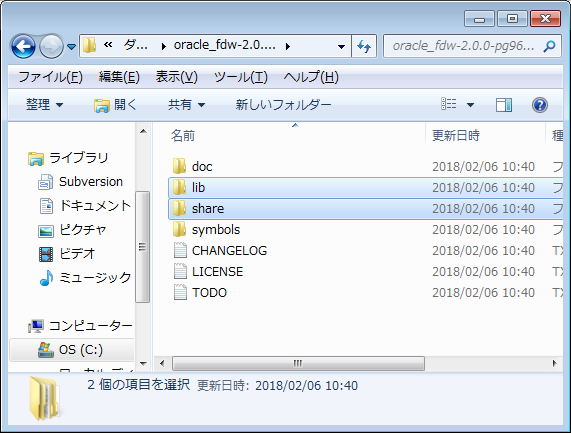 « ダ... oracle_fdw-2.0.... oracle_fdw-2.0.0-pg96...
ファイル(F) 編集(E) 表示(V) ツール(T) ヘルプ(H)
整理 開く 共有 新しいフォルダー
名前 更新日時 種
ライブラリ
Subversion
ドキュメント
ピクチャ
ビデオ
ミュージック
コンピューター
OS (C:)
doc 2018/02/06 10:40 フ
lib 2018/02/06 10:40 フ
share 2018/02/06 10:40 フ
symbols 2018/02/06 10:40 フ
CHANGELOG 2018/02/06 10:40 TX
LICENSE 2018/02/06 10:40 TX
TODO 2018/02/06 10:40 TX
2 個の項目を選択 更新日時: 2018/02/06 10:40